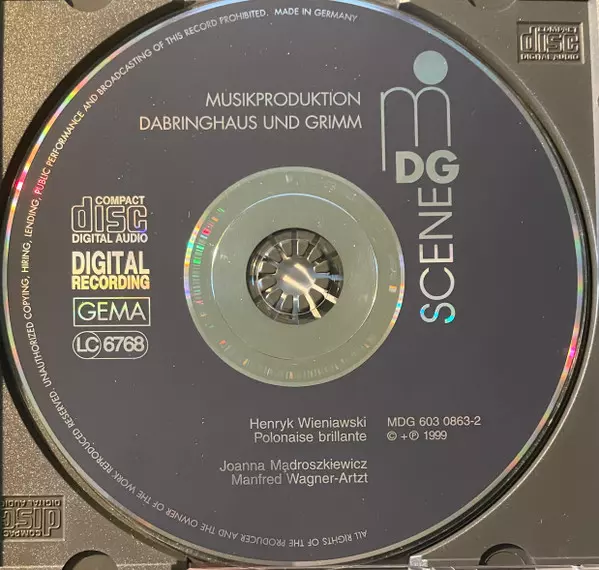 COMPACT
disc
DIGITAL AUDIO
MUSIKPRODUKTION
DABRINGHAUS UND GRIMM
DG
SCENE
COMPACT
disc
DIGITAL AUDIO
DIGITAL
RECORDING
GEMA
LC 6768
Henryk Wieniawski
Polonaise brillante
MDG 603 0863-2
© + ℗ 1999
Joanna Mądroszkiewicz
Manfred Wagner-Artzt
ALL RIGHTS OF THE PRODUCER AND THE OWNER OF THE WORK REPRODUCED RESERVED. UNAUTHORIZED COPYING, HIRING, LENDING, PUBLIC PERFORMANCE AND BROADCASTING OF THIS RECORD PROHIBITED. MADE IN GERMANY
COMPACT
disc
DIGITAL AUDIO